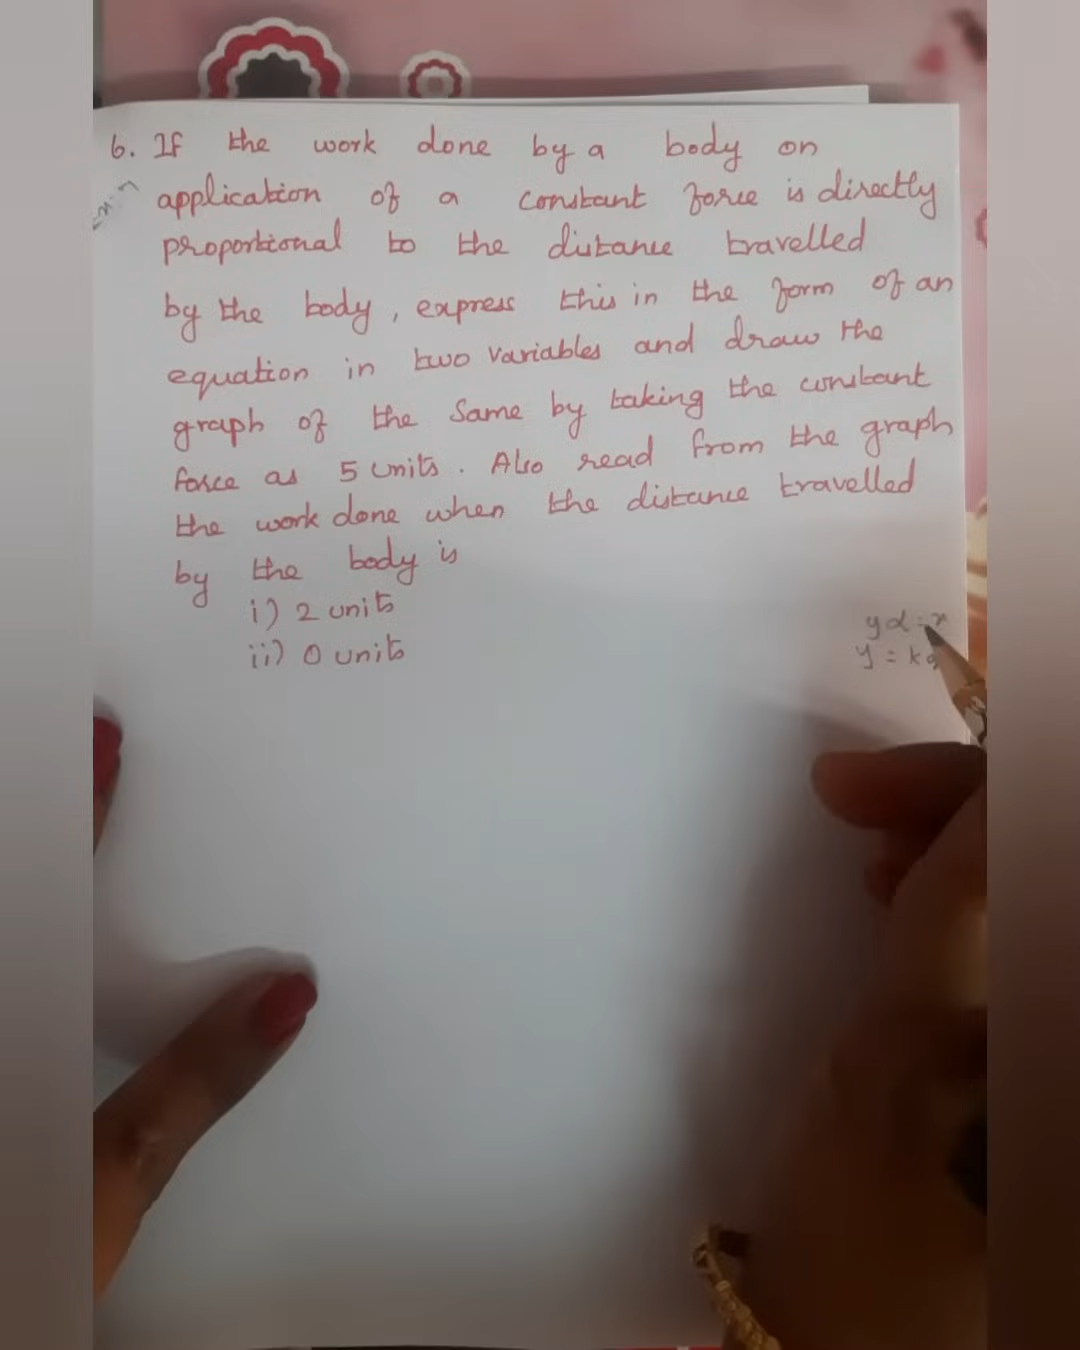 6. If the work done by a body on
application of a constant force is directly
proportional to the distance travelled
by the body, express this in the form of an
equation in two variables and draw the
graph of the same by taking the constant
force as 5 units. Also read from the graph
the work done when the distance travelled
by the body is
i) 2 units
ii) 0 units
y α x
y = k